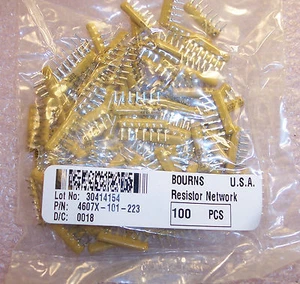 Lot No: 30414154
P/N: 4607X-101-223
D/C: 0018
BOURNS U.S.A.
Resistor Network
100 PCS